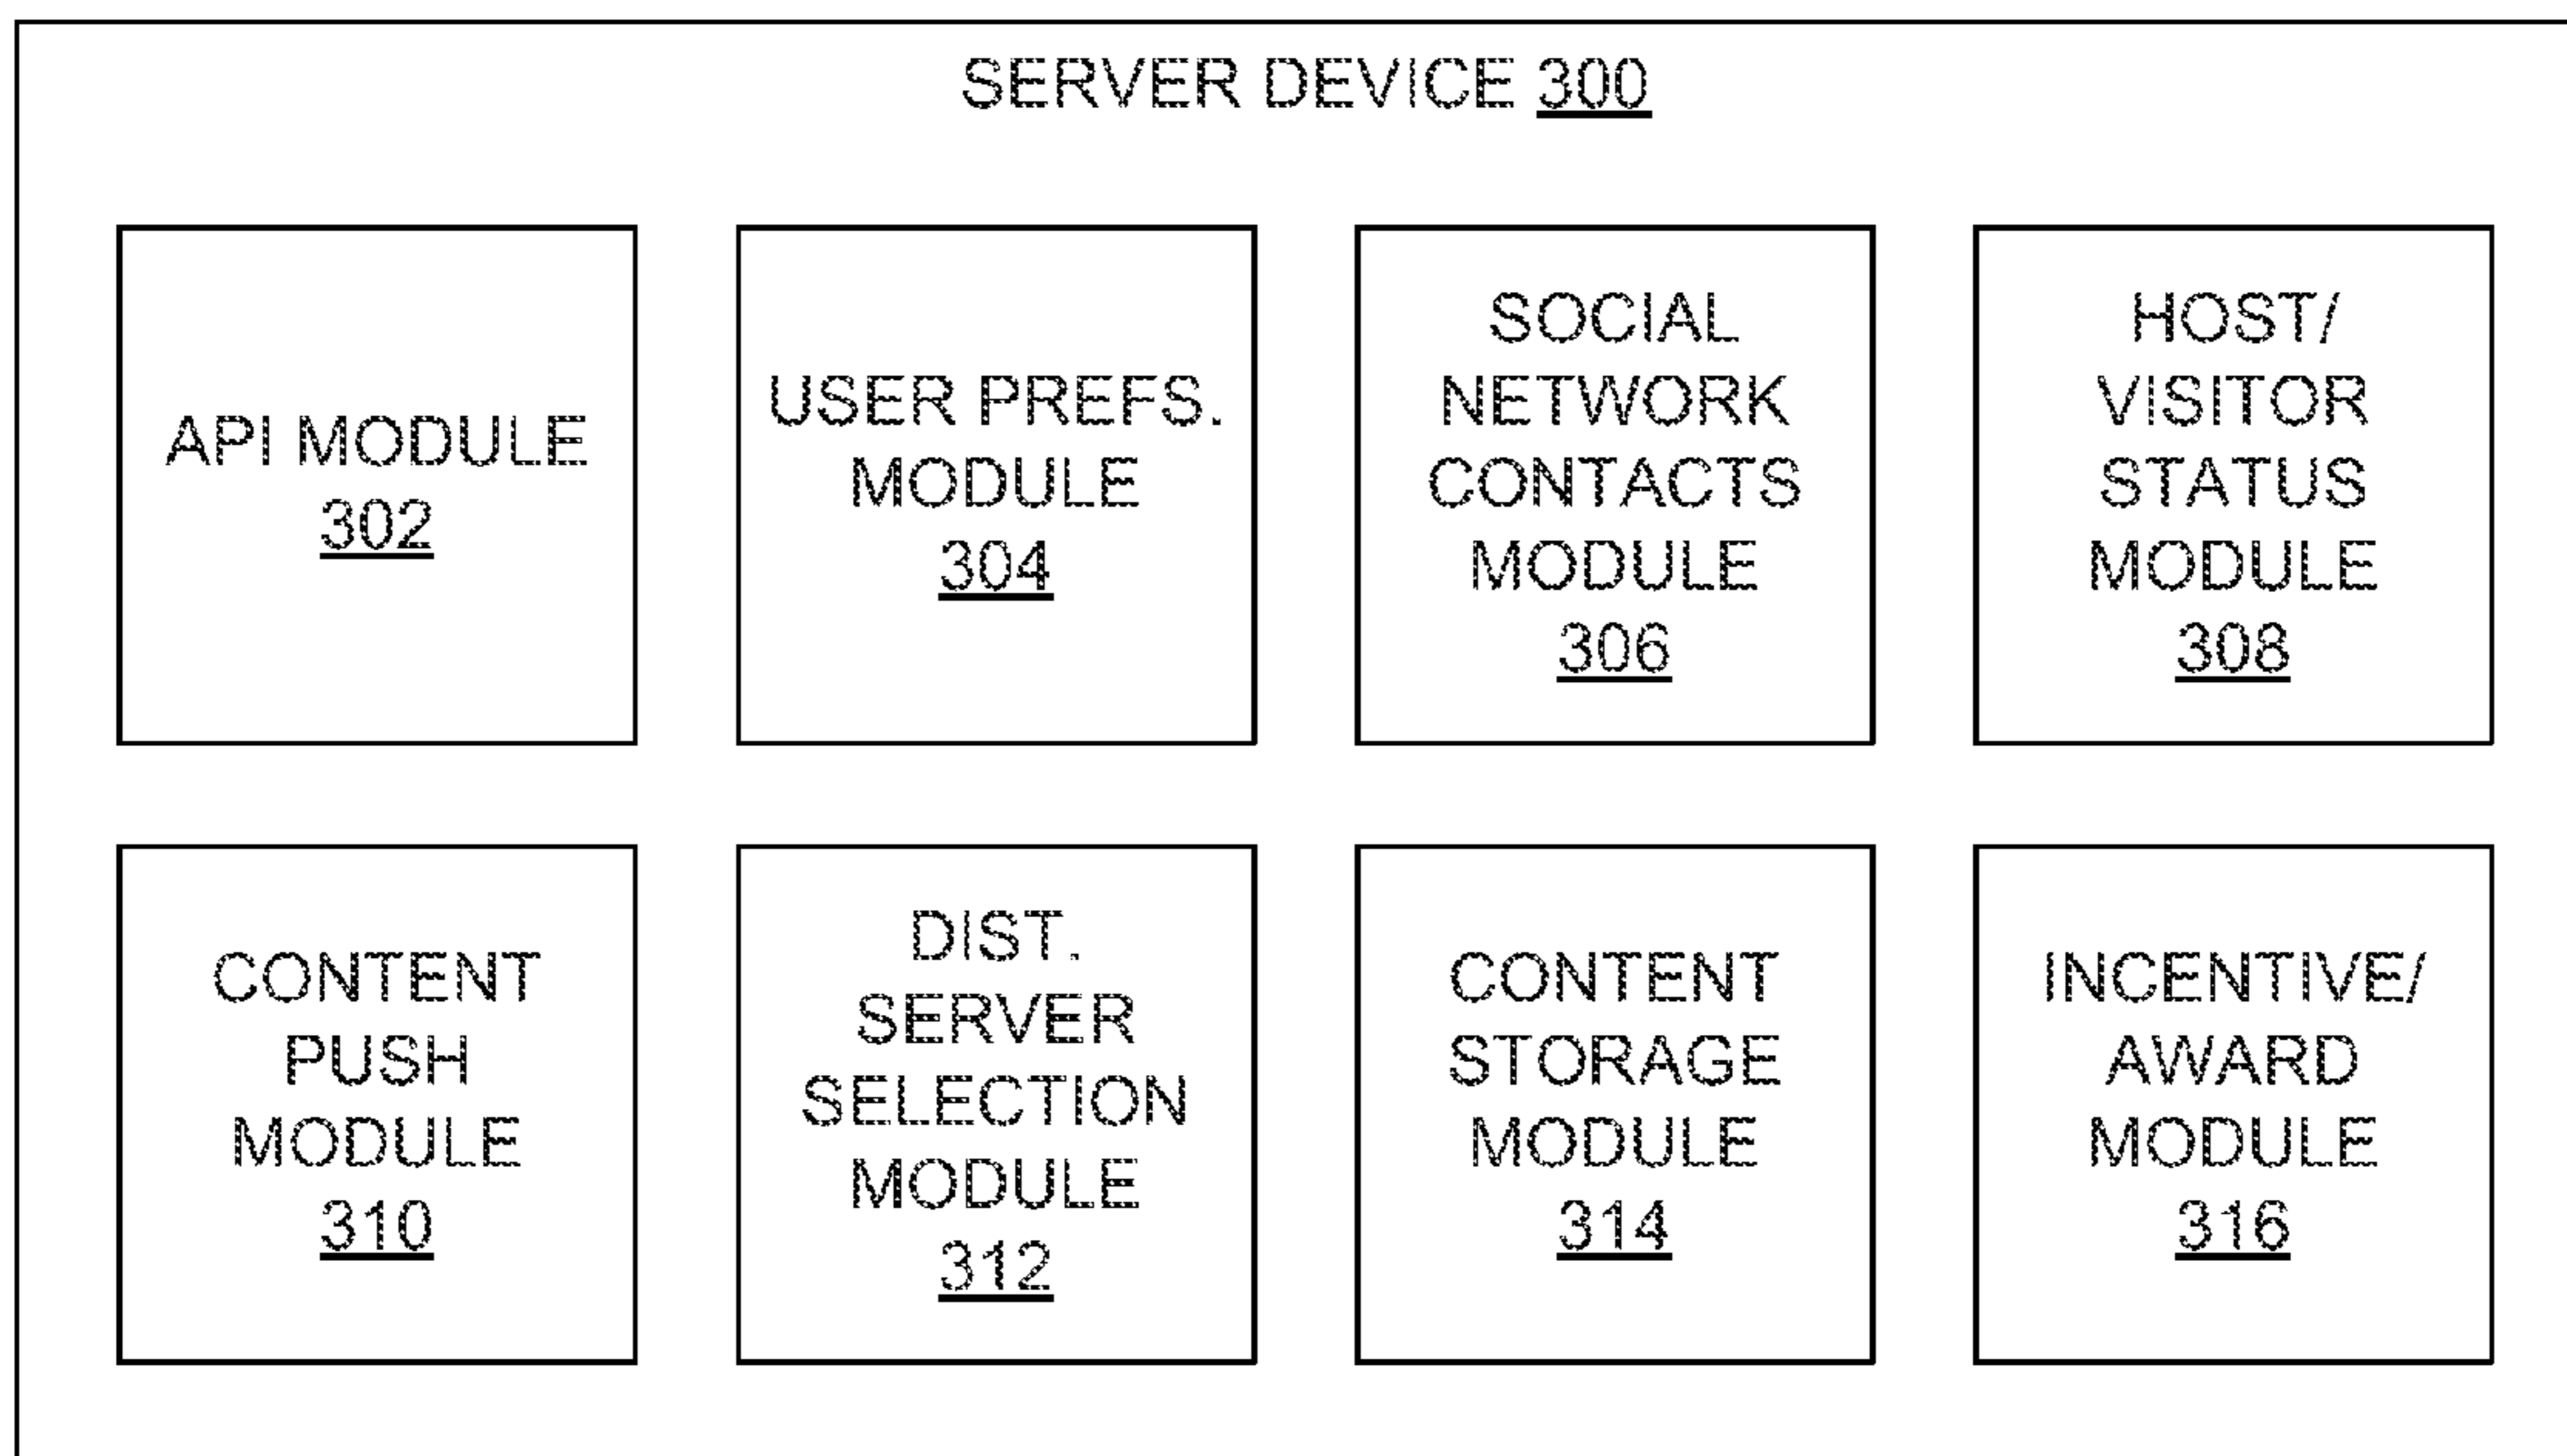 SERVER DEVICE 300
API MODULE
302
USER PREFS.
MODULE
304
SOCIAL
NETWORK
CONTACTS
MODULE
306
HOST/
VISITOR
STATUS
MODULE
308
CONTENT
PUSH
MODULE
310
DIST.
SERVER
SELECTION
MODULE
312
CONTENT
STORAGE
MODULE
314
INCENTIVE/
AWARD
MODULE
316